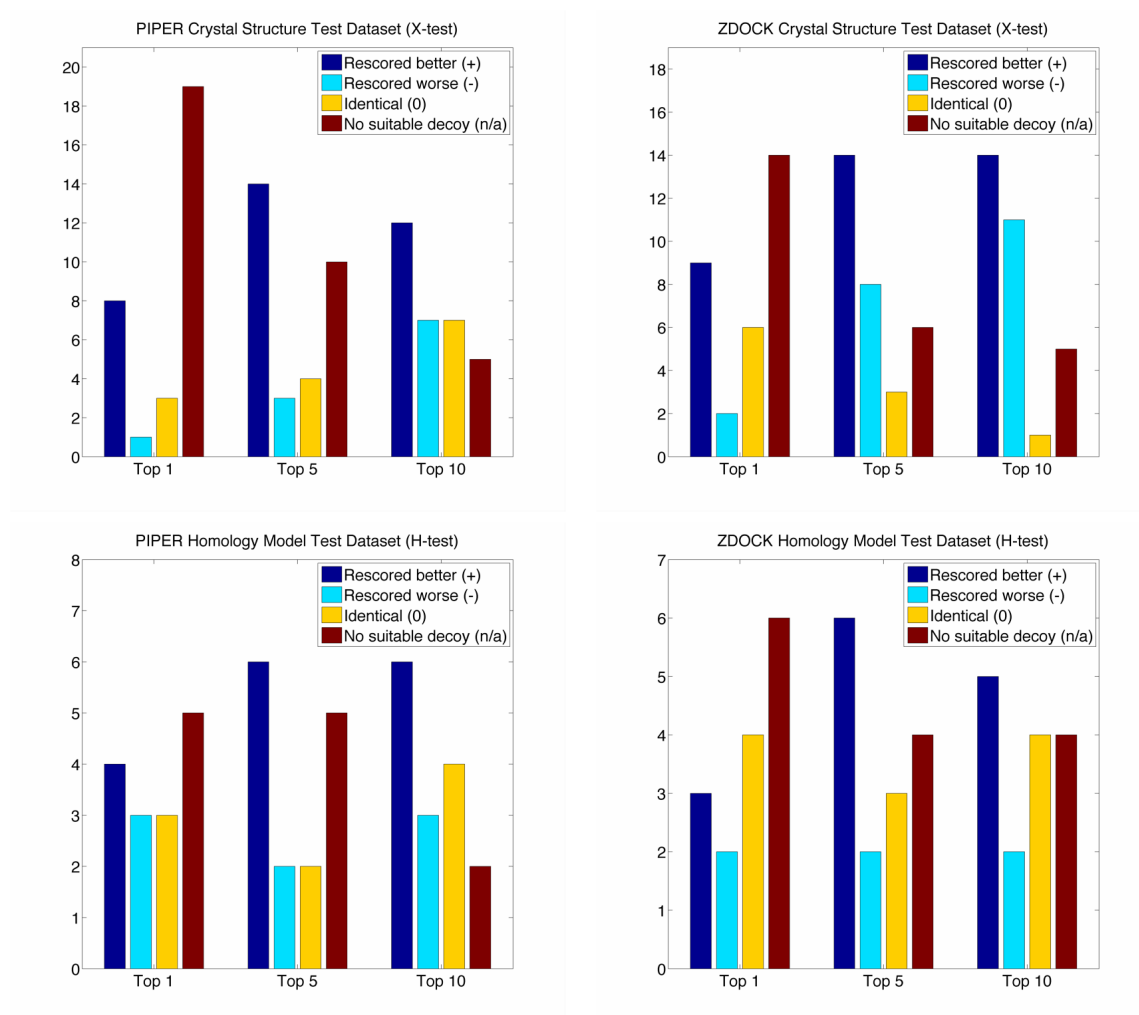 PIPER Crystal Structure Test Dataset (X-test)
Rescored better (+)
Rescored worse (-)
Identical (0)
No suitable decoy (n/a)
20
18
16
14
12
10
8
6
4
2
0
Top 1
Top 5
Top 10
ZDOCK Crystal Structure Test Dataset (X-test)
Rescored better (+)
Rescored worse (-)
Identical (0)
No suitable decoy (n/a)
18
16
14
12
10
8
6
4
2
0
Top 1
Top 5
Top 10
PIPER Homology Model Test Dataset (H-test)
Rescored better (+)
Rescored worse (-)
Identical (0)
No suitable decoy (n/a)
8
7
6
5
4
3
2
1
0
Top 1
Top 5
Top 10
ZDOCK Homology Model Test Dataset (H-test)
Rescored better (+)
Rescored worse (-)
Identical (0)
No suitable decoy (n/a)
7
6
5
4
3
2
1
0
Top 1
Top 5
Top 10